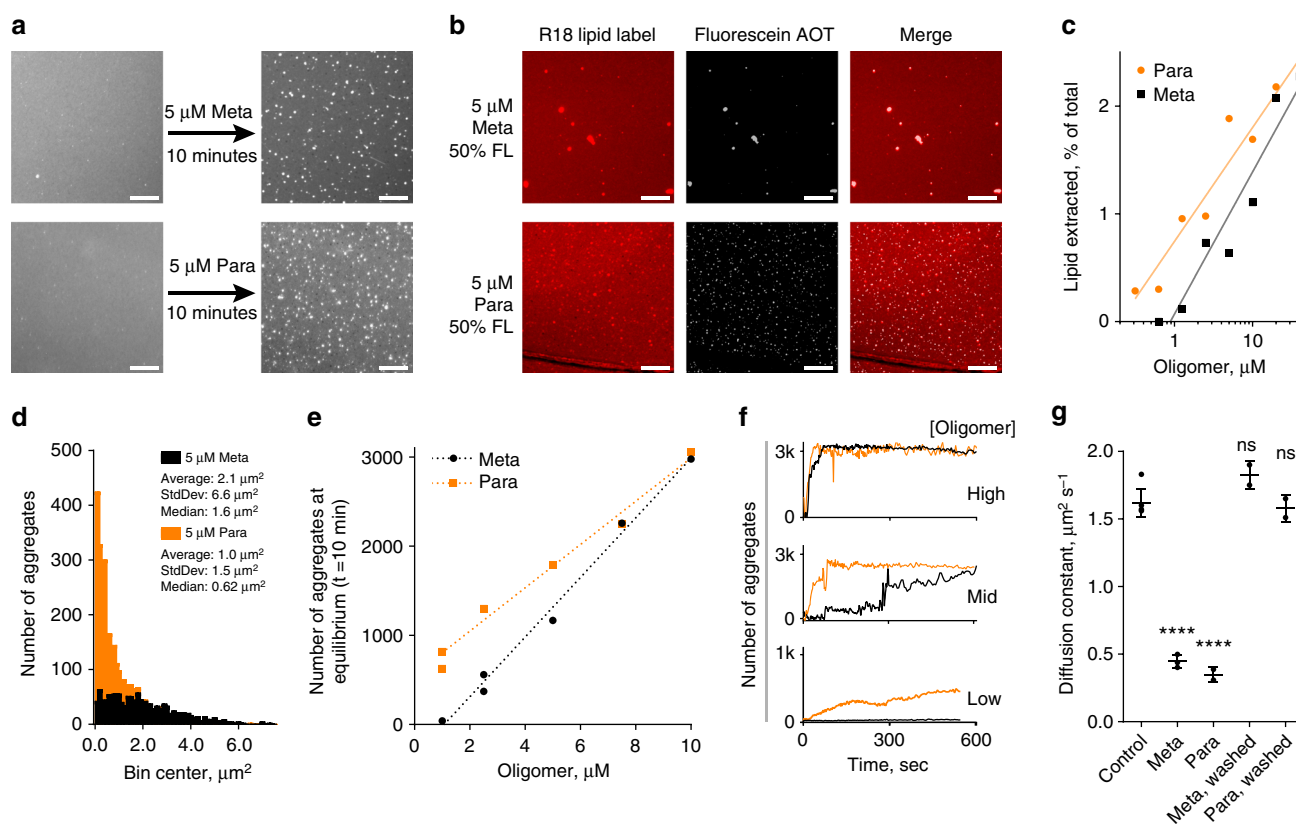 a
5 μM Meta
10 minutes
5 μM Para
10 minutes
b
R18 lipid label
Fluorescein AOT
Merge
5 μM
Meta
50% FL
5 μM
Para
50% FL
c
Para
Meta
Lipid extracted, % of total
2
1
0
1
10
Oligomer, μM
d
Number of aggregates
500
400
300
200
100
0
5 μM Meta
Average: 2.1 μm²
StdDev: 6.6 μm²
Median: 1.6 μm²
5 μM Para
Average: 1.0 μm²
StdDev: 1.5 μm²
Median: 0.62 μm²
0.0
2.0
4.0
6.0
Bin center, μm²
e
Number of aggregates at
equilibrium (t =10 min)
3000
2000
1000
0
Meta
Para
0
2
4
6
8
10
Oligomer, μM
f
[Oligomer]
Number of aggregates
3k
0
High
3k
0
Mid
1k
0
Low
0
300
600
Time, sec
g
Diffusion constant, μm² s⁻¹
2.0
1.5
1.0
0.5
0.0
****
****
ns
ns
Control
Meta
Para
Meta, washed
Para, washed